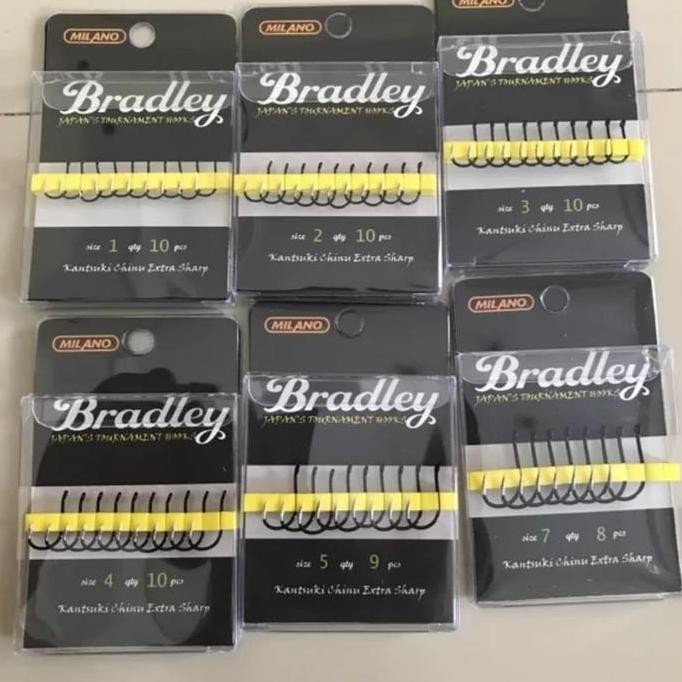 MILANO
Bradley
JAPAN'S TOURNAMENT HOOKS
size 1 qty 10 pcs
Kantsuki Chinu Extra Sharp
MILANO
Bradley
JAPAN'S TOURNAMENT HOOKS
size 2 qty 10 pcs
Kantsuki Chinu Extra Sharp
MILANO
Bradley
JAPAN'S TOURNAMENT HOOKS
size 3 qty 10 pcs
Kantsuki Chinu Extra Sharp
MILANO
Bradley
JAPAN'S TOURNAMENT HOOKS
size 4 qty 10 pcs
Kantsuki Chinu Extra Sharp
MILANO
Bradley
JAPAN'S TOURNAMENT HOOKS
size 5 qty 9 pcs
Kantsuki Chinu Extra Sharp
MILANO
Bradley
JAPAN'S TOURNAMENT HOOKS
size 7 qty 8 pcs
Kantsuki Chinu Extra Sharp